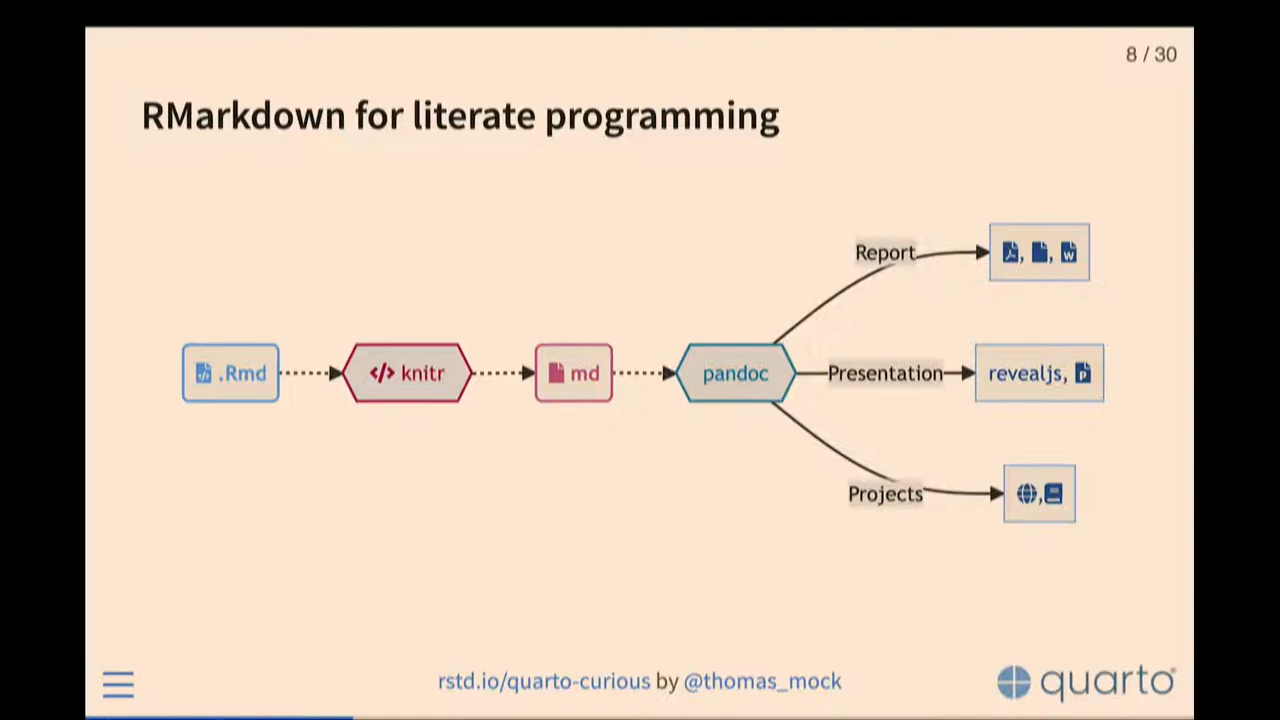 8 / 30
RMarkdown for literate programming
.Rmd
</> knitr
md
pandoc
Report
, , W
Presentation
revealjs, P
Projects
,
rstd.io/quarto-curious by @thomas_mock
quarto